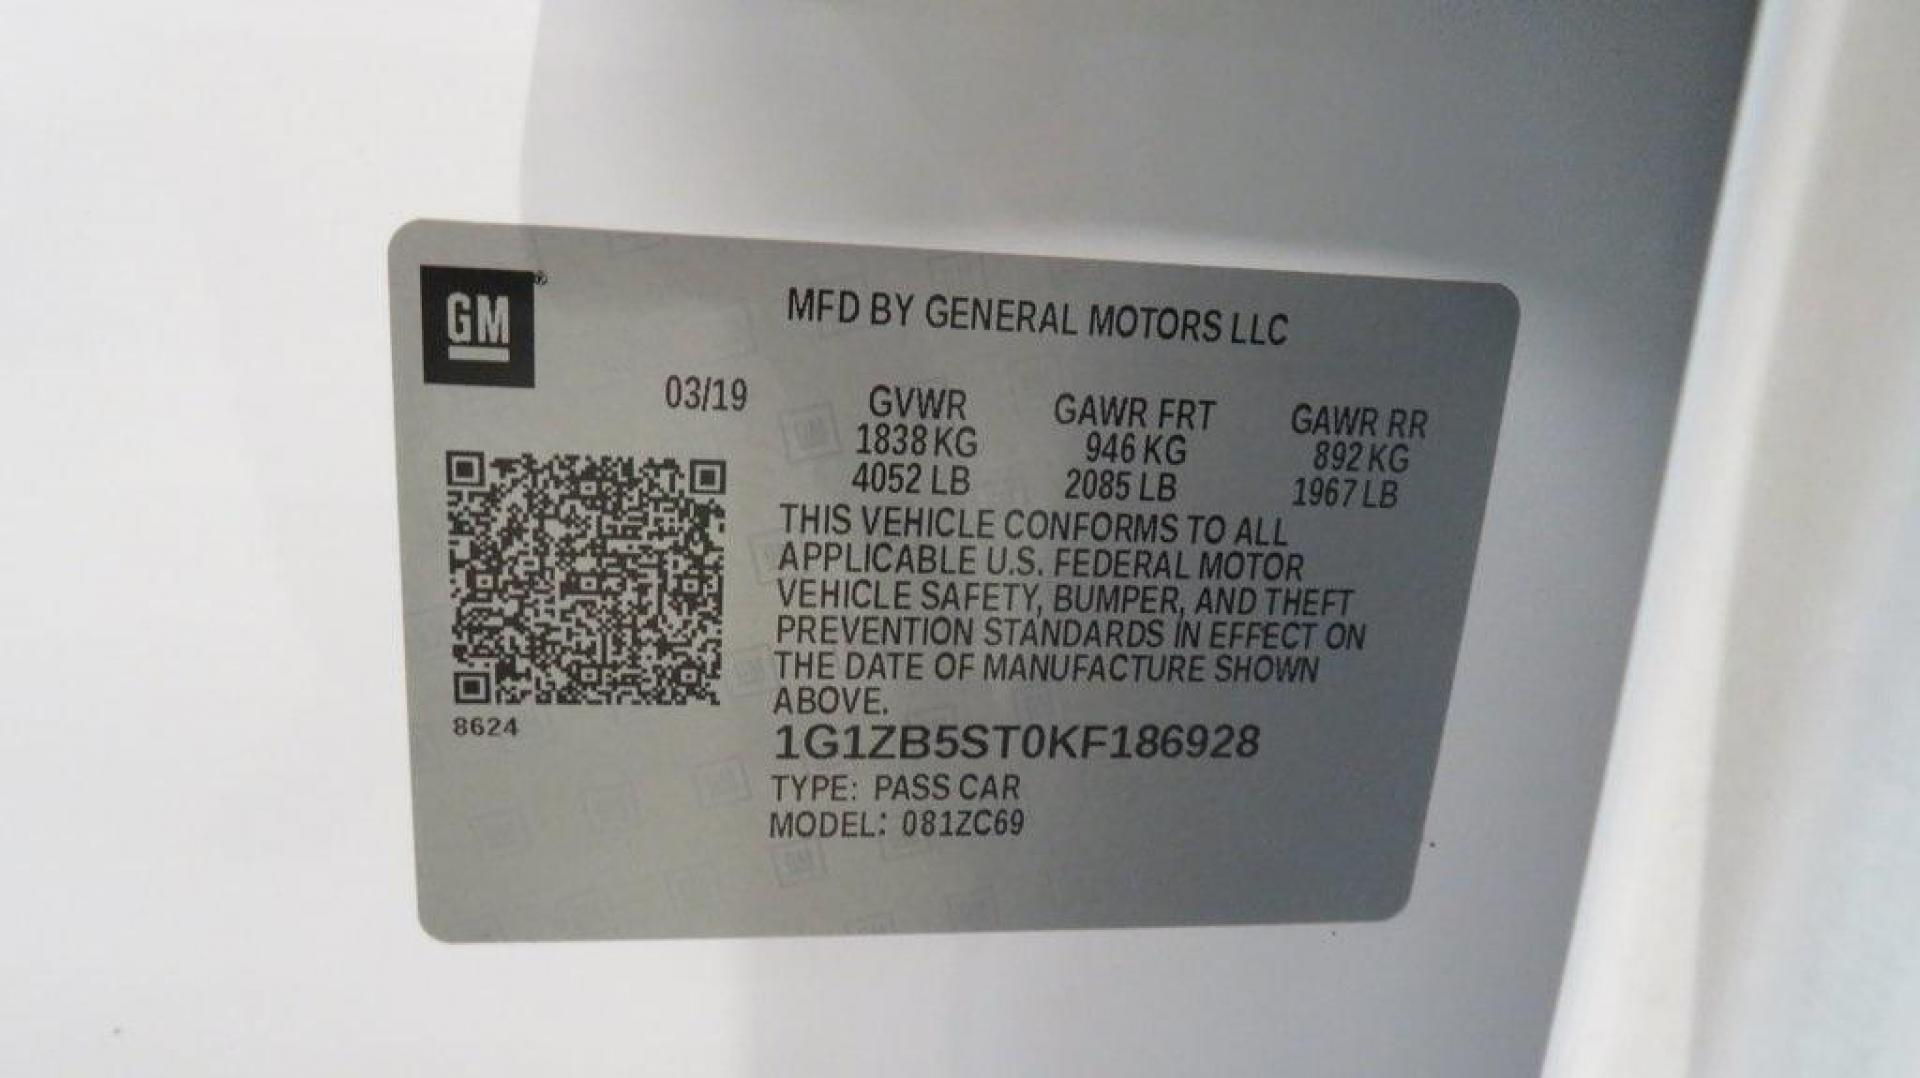 GM®
MFD BY GENERAL MOTORS LLC
03/19
GVWR GAWR FRT GAWR RR
1838 KG 946 KG 892 KG
4052 LB 2085 LB 1967 LB
THIS VEHICLE CONFORMS TO ALL
APPLICABLE U.S. FEDERAL MOTOR
VEHICLE SAFETY, BUMPER, AND THEFT
PREVENTION STANDARDS IN EFFECT ON
THE DATE OF MANUFACTURE SHOWN
ABOVE.
8624
1G1ZB5ST0KF186928
TYPE: PASS CAR
MODEL: 081ZC69